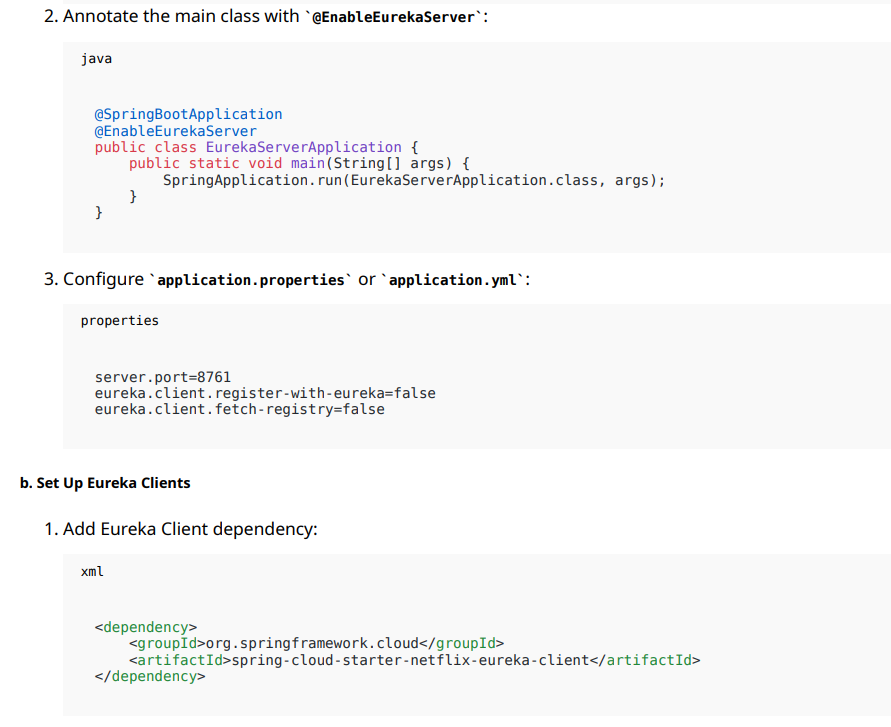 2. Annotate the main class with `@EnableEurekaServer`:
java
@SpringBootApplication
@EnableEurekaServer
public class EurekaServerApplication {
    public static void main(String[] args) {
        SpringApplication.run(EurekaServerApplication.class, args);
    }
}
3. Configure `application.properties` or `application.yml`:
properties
server.port=8761
eureka.client.register-with-eureka=false
eureka.client.fetch-registry=false
b. Set Up Eureka Clients
1. Add Eureka Client dependency:
xml
<dependency>
    <groupId>org.springframework.cloud</groupId>
    <artifactId>spring-cloud-starter-netflix-eureka-client</artifactId>
</dependency>